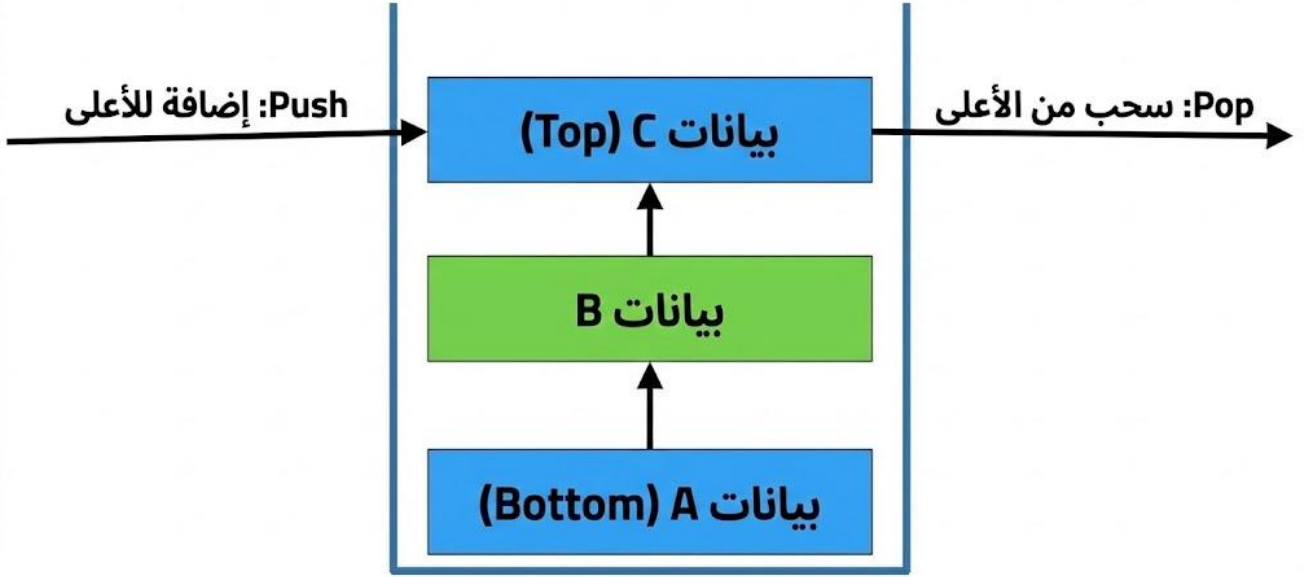 Push: إضافة للأعلى
Pop: سحب من الأعلى
بيانات C (Top)
بيانات B
بيانات A (Bottom)